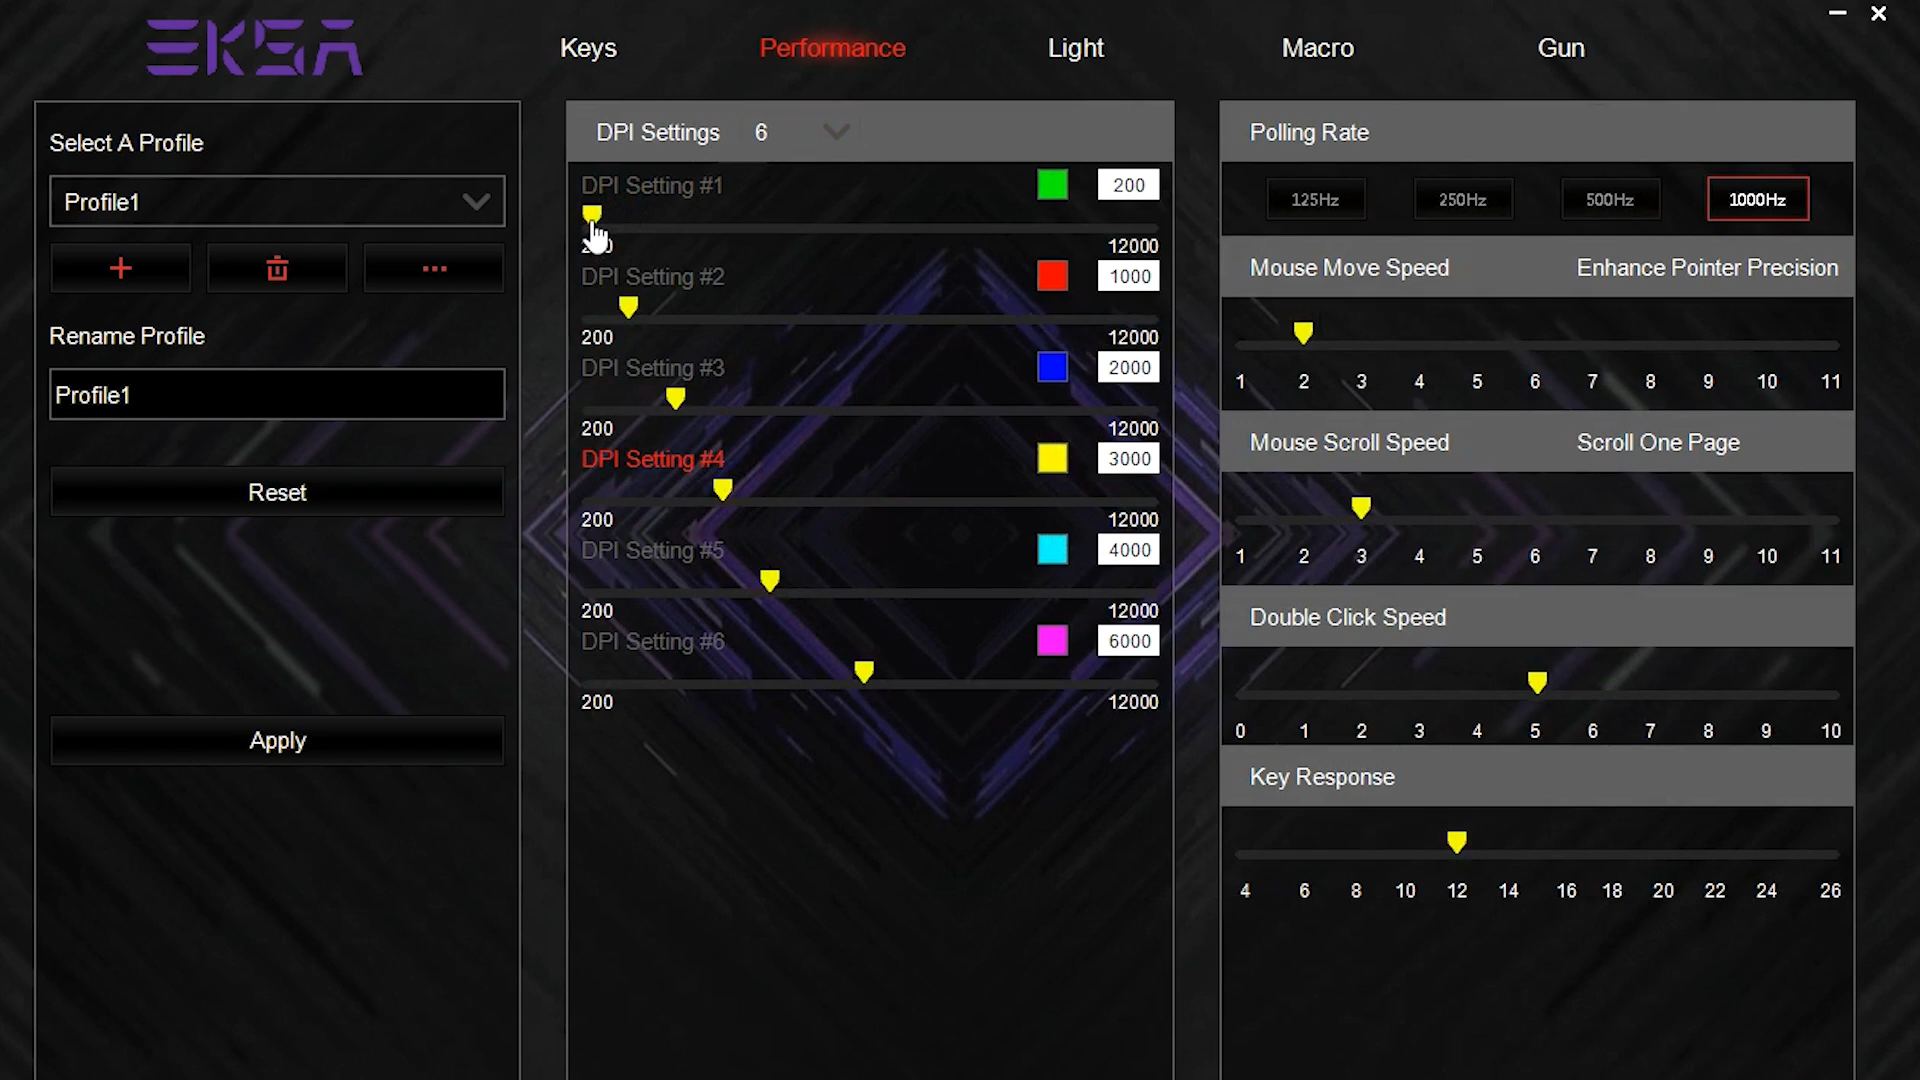 EKSA
Keys
Performance
Light
Macro
Gun
Select A Profile
Profile1
Rename Profile
Profile1
Reset
Apply
DPI Settings 6
DPI Setting #1 200
12000
DPI Setting #2 1000
200 12000
DPI Setting #3 2000
200 12000
DPI Setting #4 3000
200 12000
DPI Setting #5 4000
200 12000
DPI Setting #6 6000
200 12000
Polling Rate
125Hz 250Hz 500Hz 1000Hz
Mouse Move Speed Enhance Pointer Precision
1 2 3 4 5 6 7 8 9 10 11
Mouse Scroll Speed Scroll One Page
1 2 3 4 5 6 7 8 9 10 11
Double Click Speed
0 1 2 3 4 5 6 7 8 9 10
Key Response
4 6 8 10 12 14 16 18 20 22 24 26